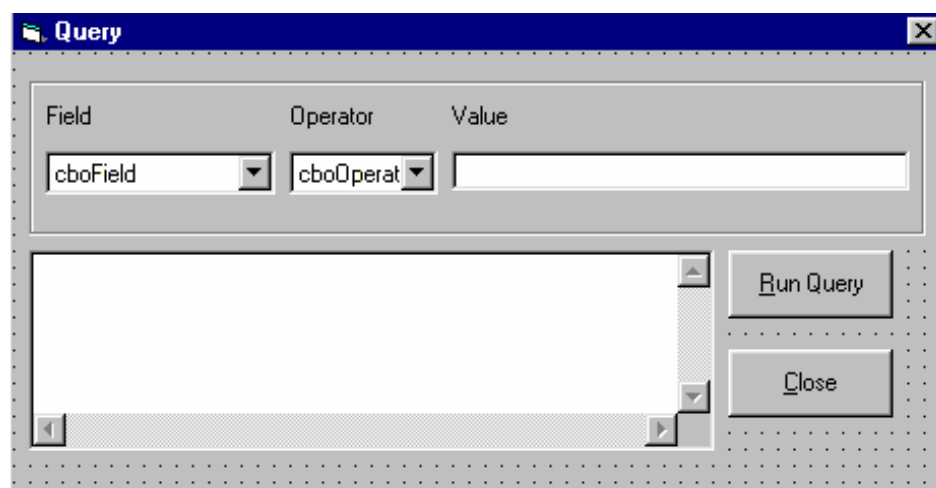 Query
Field Operator Value
cboField cboOperat
Run Query
Close